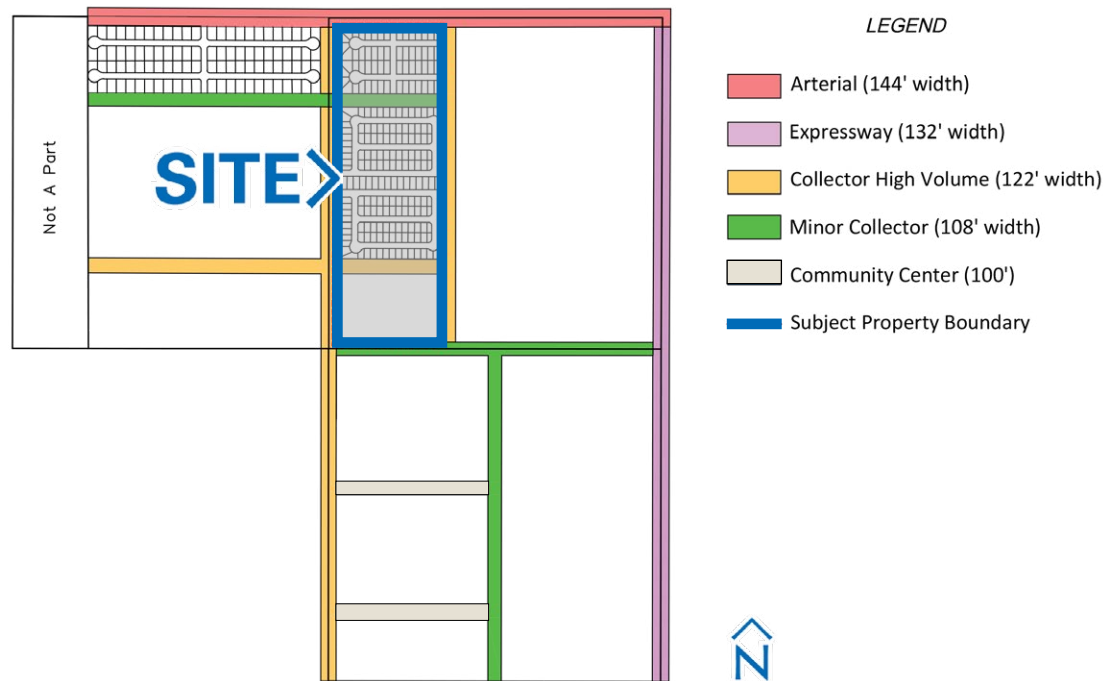 LEGEND
Arterial (144' width)
Expressway (132' width)
Collector High Volume (122' width)
Minor Collector (108' width)
Community Center (100')
Subject Property Boundary
Not A Part
SITE
N